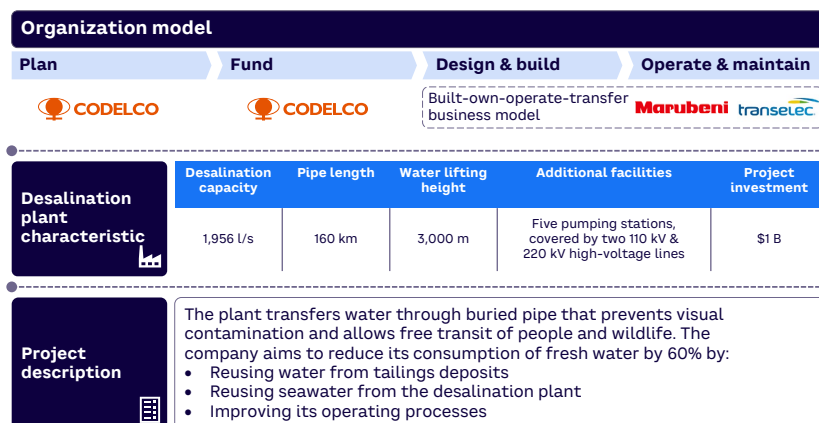 Organization model
Plan
Fund
Design & build
Operate & maintain
CODELCO
CODELCO
Built-own-operate-transfer
business model
Marubeni
transelec
Desalination
plant
characteristic
Desalination
capacity
Pipe length
Water lifting
height
Additional facilities
Project
investment
1,956 l/s
160 km
3,000 m
Five pumping stations,
covered by two 110 kV &
220 kV high-voltage lines
$1 B
Project
description
The plant transfers water through buried pipe that prevents visual
contamination and allows free transit of people and wildlife. The
company aims to reduce its consumption of fresh water by 60% by:
• Reusing water from tailings deposits
• Reusing seawater from the desalination plant
• Improving its operating processes